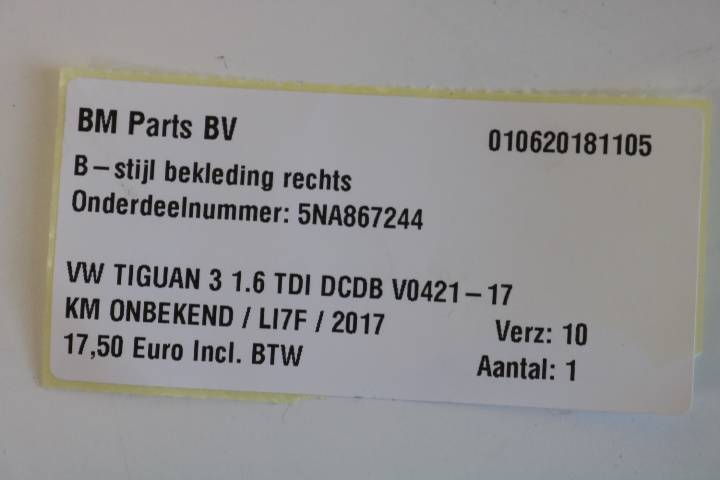 BM Parts BV 010620181105
B-stijl bekleding rechts
Onderdeelnummer: 5NA867244
VW TIGUAN 3 1.6 TDI DCDB V0421-17
KM ONBEKEND / LI7F / 2017 Verz: 10
17,50 Euro Incl. BTW Aantal: 1